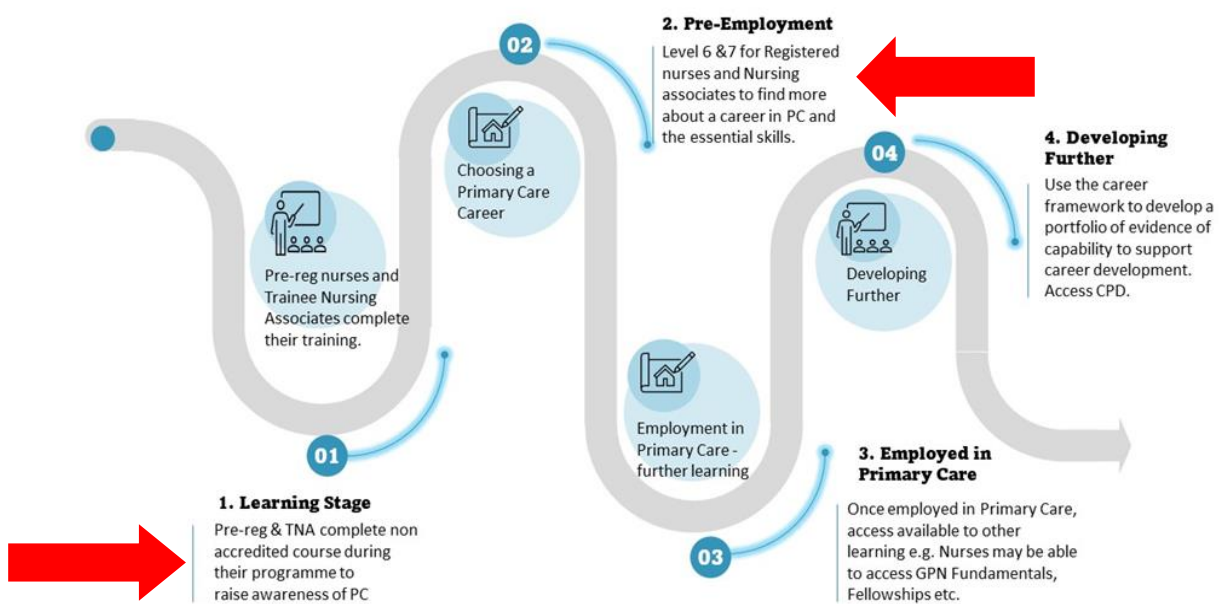 02
2. Pre-Employment
Level 6 &7 for Registered
nurses and Nursing
associates to find more
about a career in PC and
the essential skills.
Choosing a
Primary Care
Career
04
4. Developing
Further
Use the career
framework to develop a
portfolio of evidence of
capability to support
career development.
Access CPD.
Pre-reg nurses and
Trainee Nursing
Associates complete
their training.
Developing
Further
Employment in
Primary Care -
further learning
01
1. Learning Stage
Pre-reg & TNA complete non
accredited course during
their programme to
raise awareness of PC
03
3. Employed in
Primary Care
Once employed in Primary Care,
access available to other
learning e.g. Nurses may be able
to access GPN Fundamentals,
Fellowships etc.